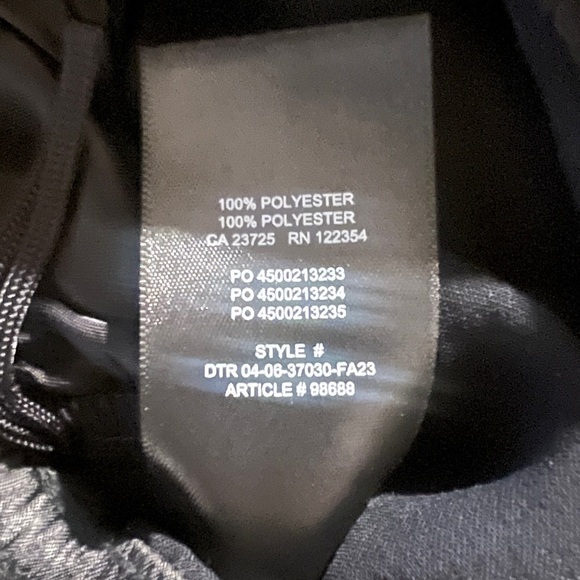 100% POLYESTER
100% POLYESTER
CA 23725 RN 122354
PO 4500213233
PO 4500213234
PO 4500213235
STYLE #
DTR 04-06-37030-FA23
ARTICLE # 98688